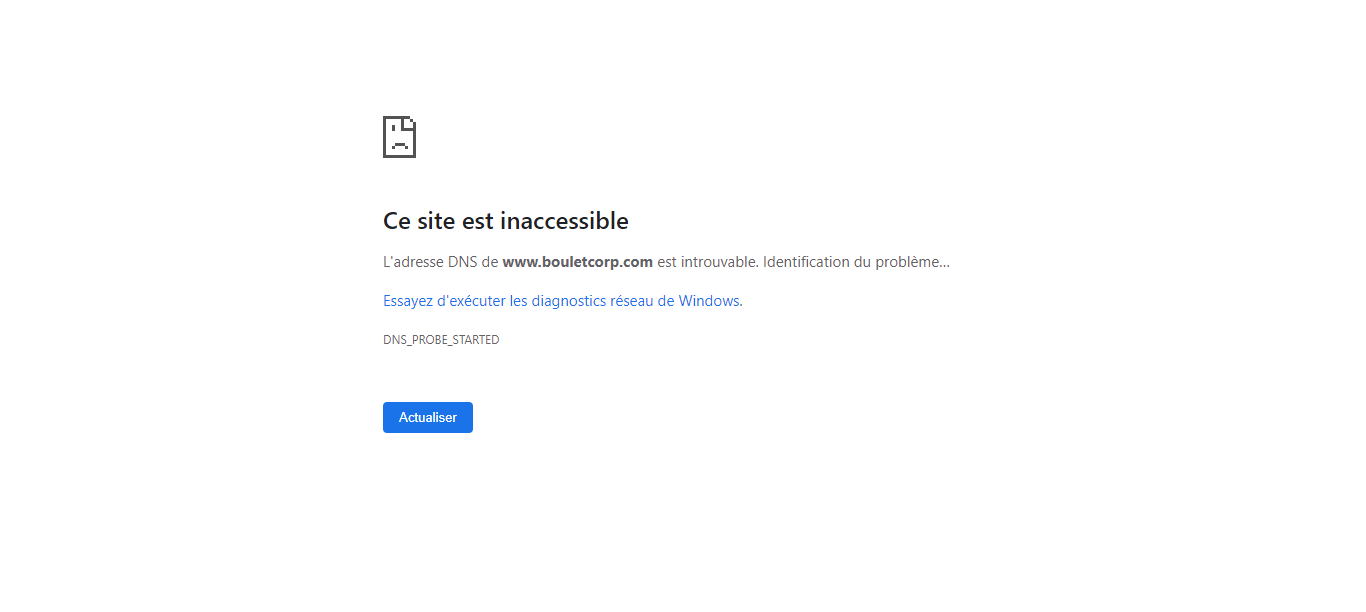 Ce site est inaccessible
L'adresse DNS de www.bouletcorp.com est introuvable. Identification du problème...
Essayez d'exécuter les diagnostics réseau de Windows.
DNS_PROBE_STARTED
Actualiser